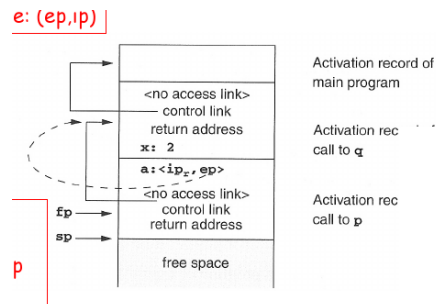 e: (ep,ip)
Activation record of
main program
<no access link>
control link
return address
x: 2
Activation rec
call to q
a:<ipr,ep>
<no access link>
control link
return address
Activation rec
call to p
fp
sp
free space
p